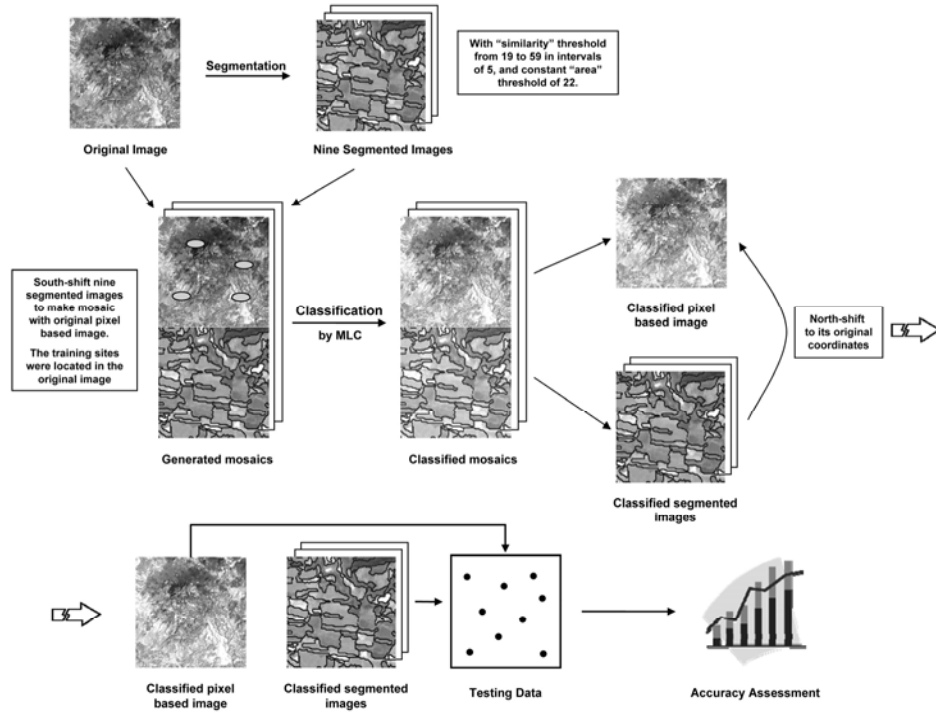 Segmentation
With “similarity” threshold
from 19 to 59 in intervals
of 5, and constant “area”
threshold of 22.
Original Image
Nine Segmented Images
South-shift nine
segmented images
to make mosaic
with original pixel
based image.
The training sites
were located in the
original image
Classification
by MLC
Generated mosaics
Classified mosaics
Classified pixel
based image
North-shift
to its original
coordinates
Classified segmented
images
Classified pixel
based image
Classified segmented
images
Testing Data
Accuracy Assessment